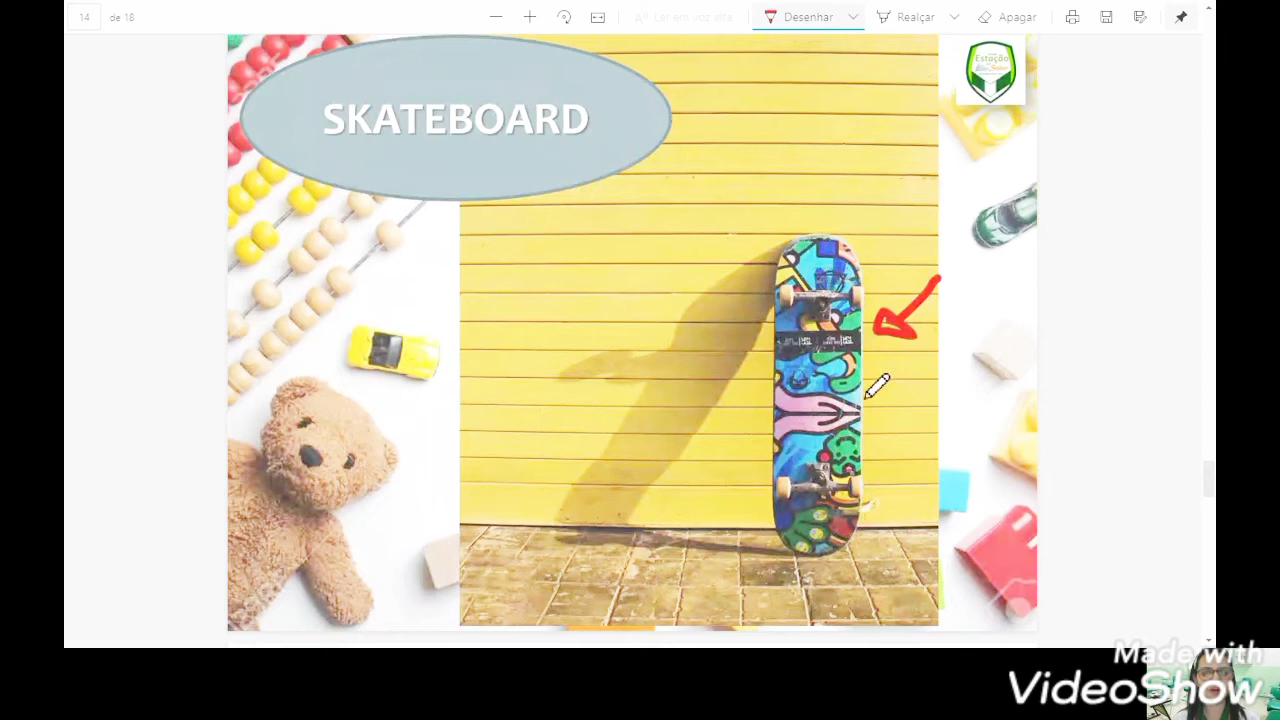 14 de 18
Ler em voz alta
Desenhar
Realçar
Apagar
SKATEBOARD
Estação
Made with
VideoShow